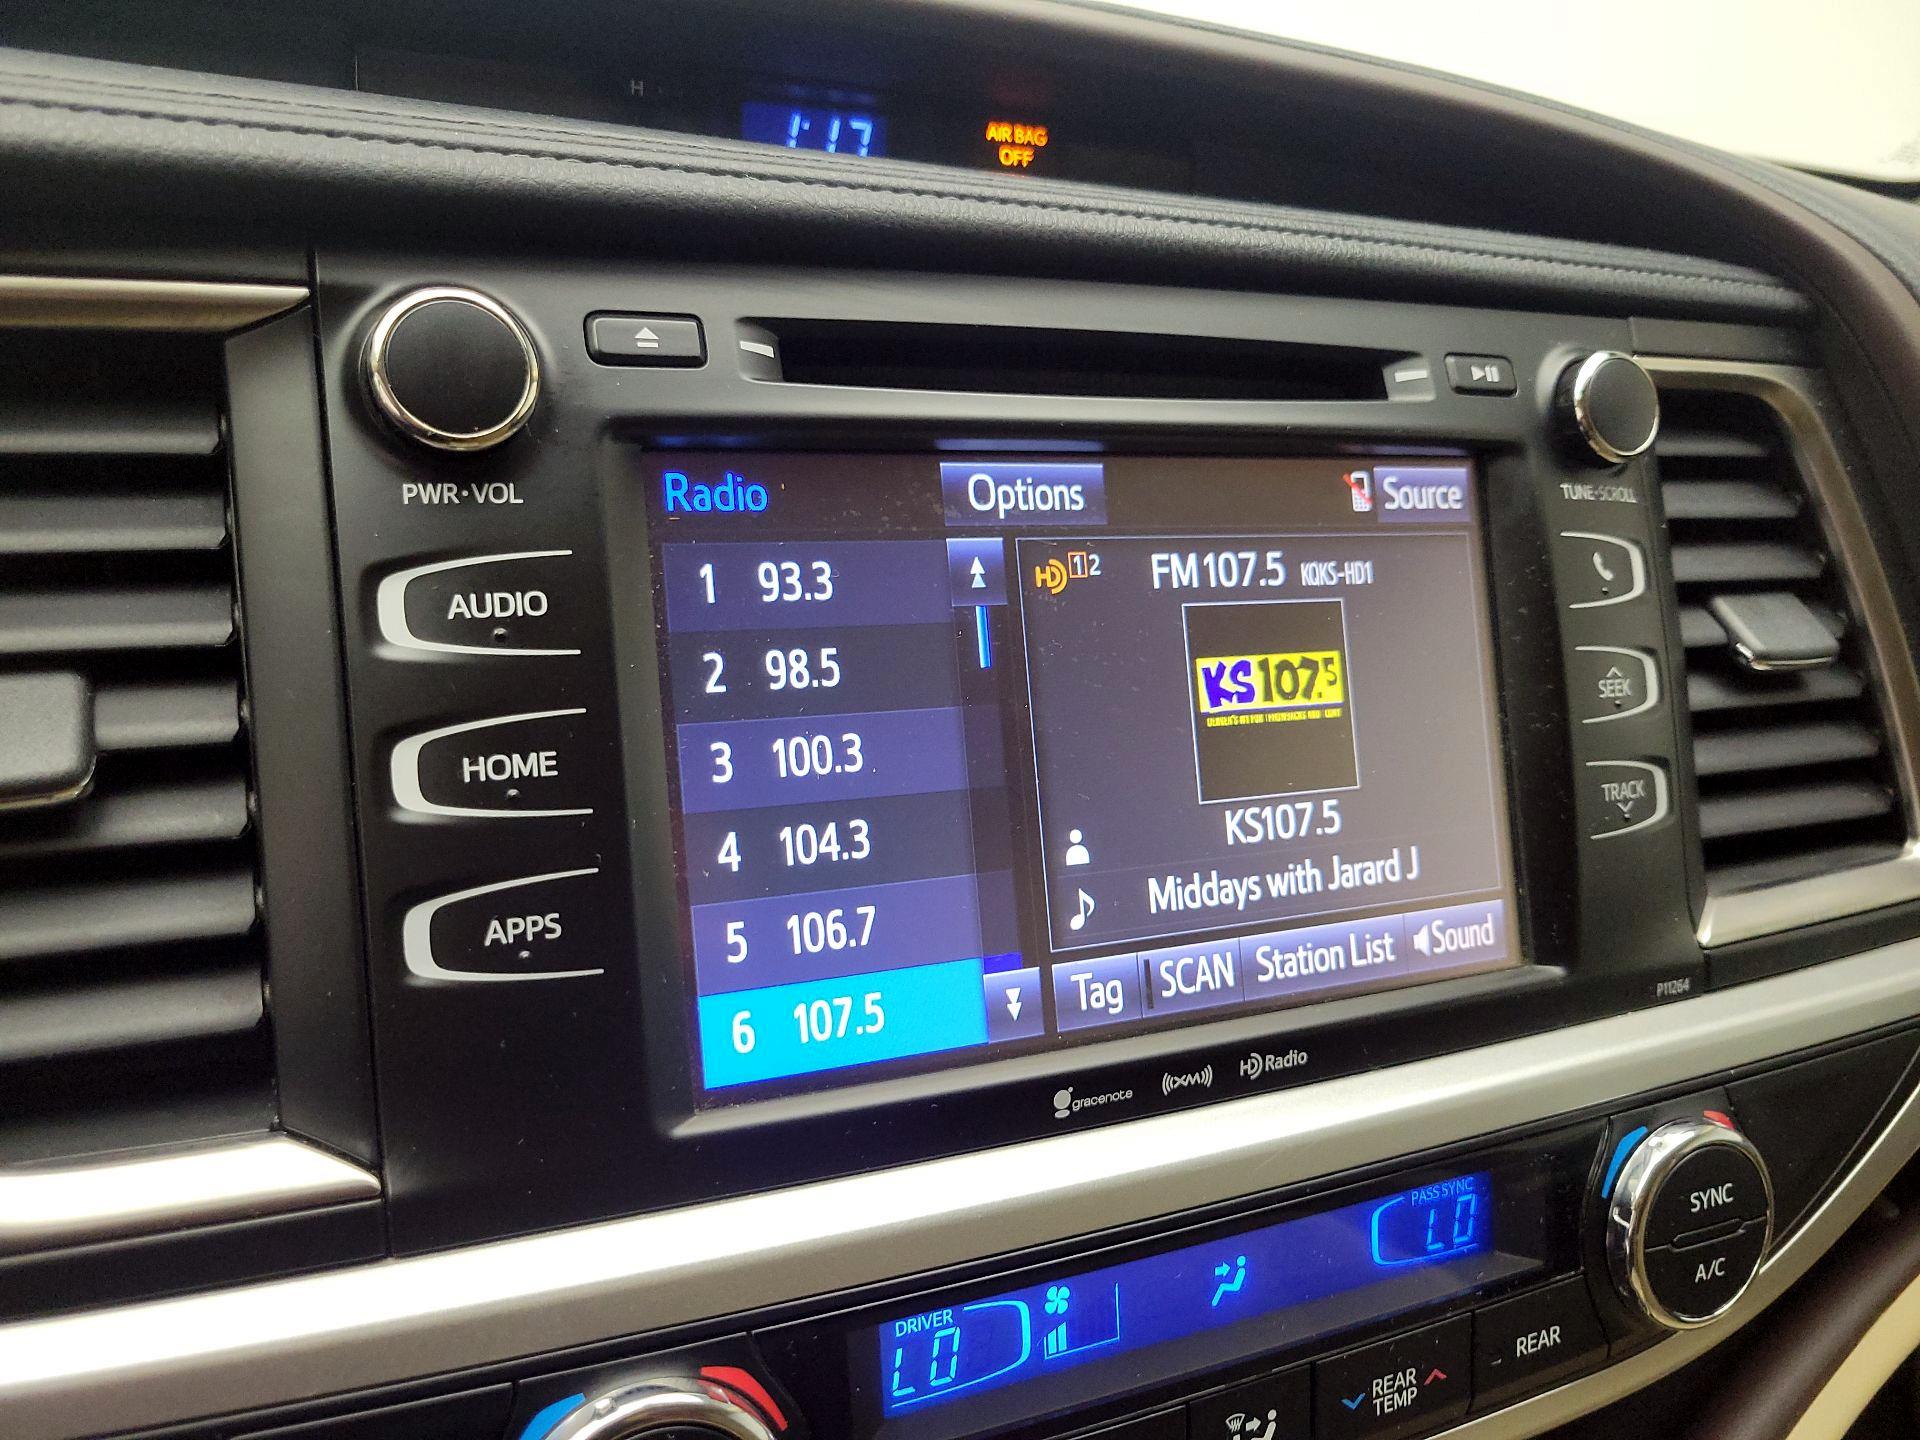 H
1:17
AIR BAG
OFF
PWR•VOL
TUNE•SCROLL
AUDIO
HOME
APPS
Radio
Options
Source
1 93.3
2 98.5
3 100.3
4 104.3
5 106.7
6 107.5
HD 1 2
FM 107.5 KQKS-HD1
KS107.5
KS107.5
Middays with Jarard J
Tag
SCAN
Station List
Sound
SEEK
TRACK
P11264
gracenote
((XM))
HD Radio
DRIVER
LO
PASS SYNC
LO
SYNC
A/C
REAR
TEMP
REAR